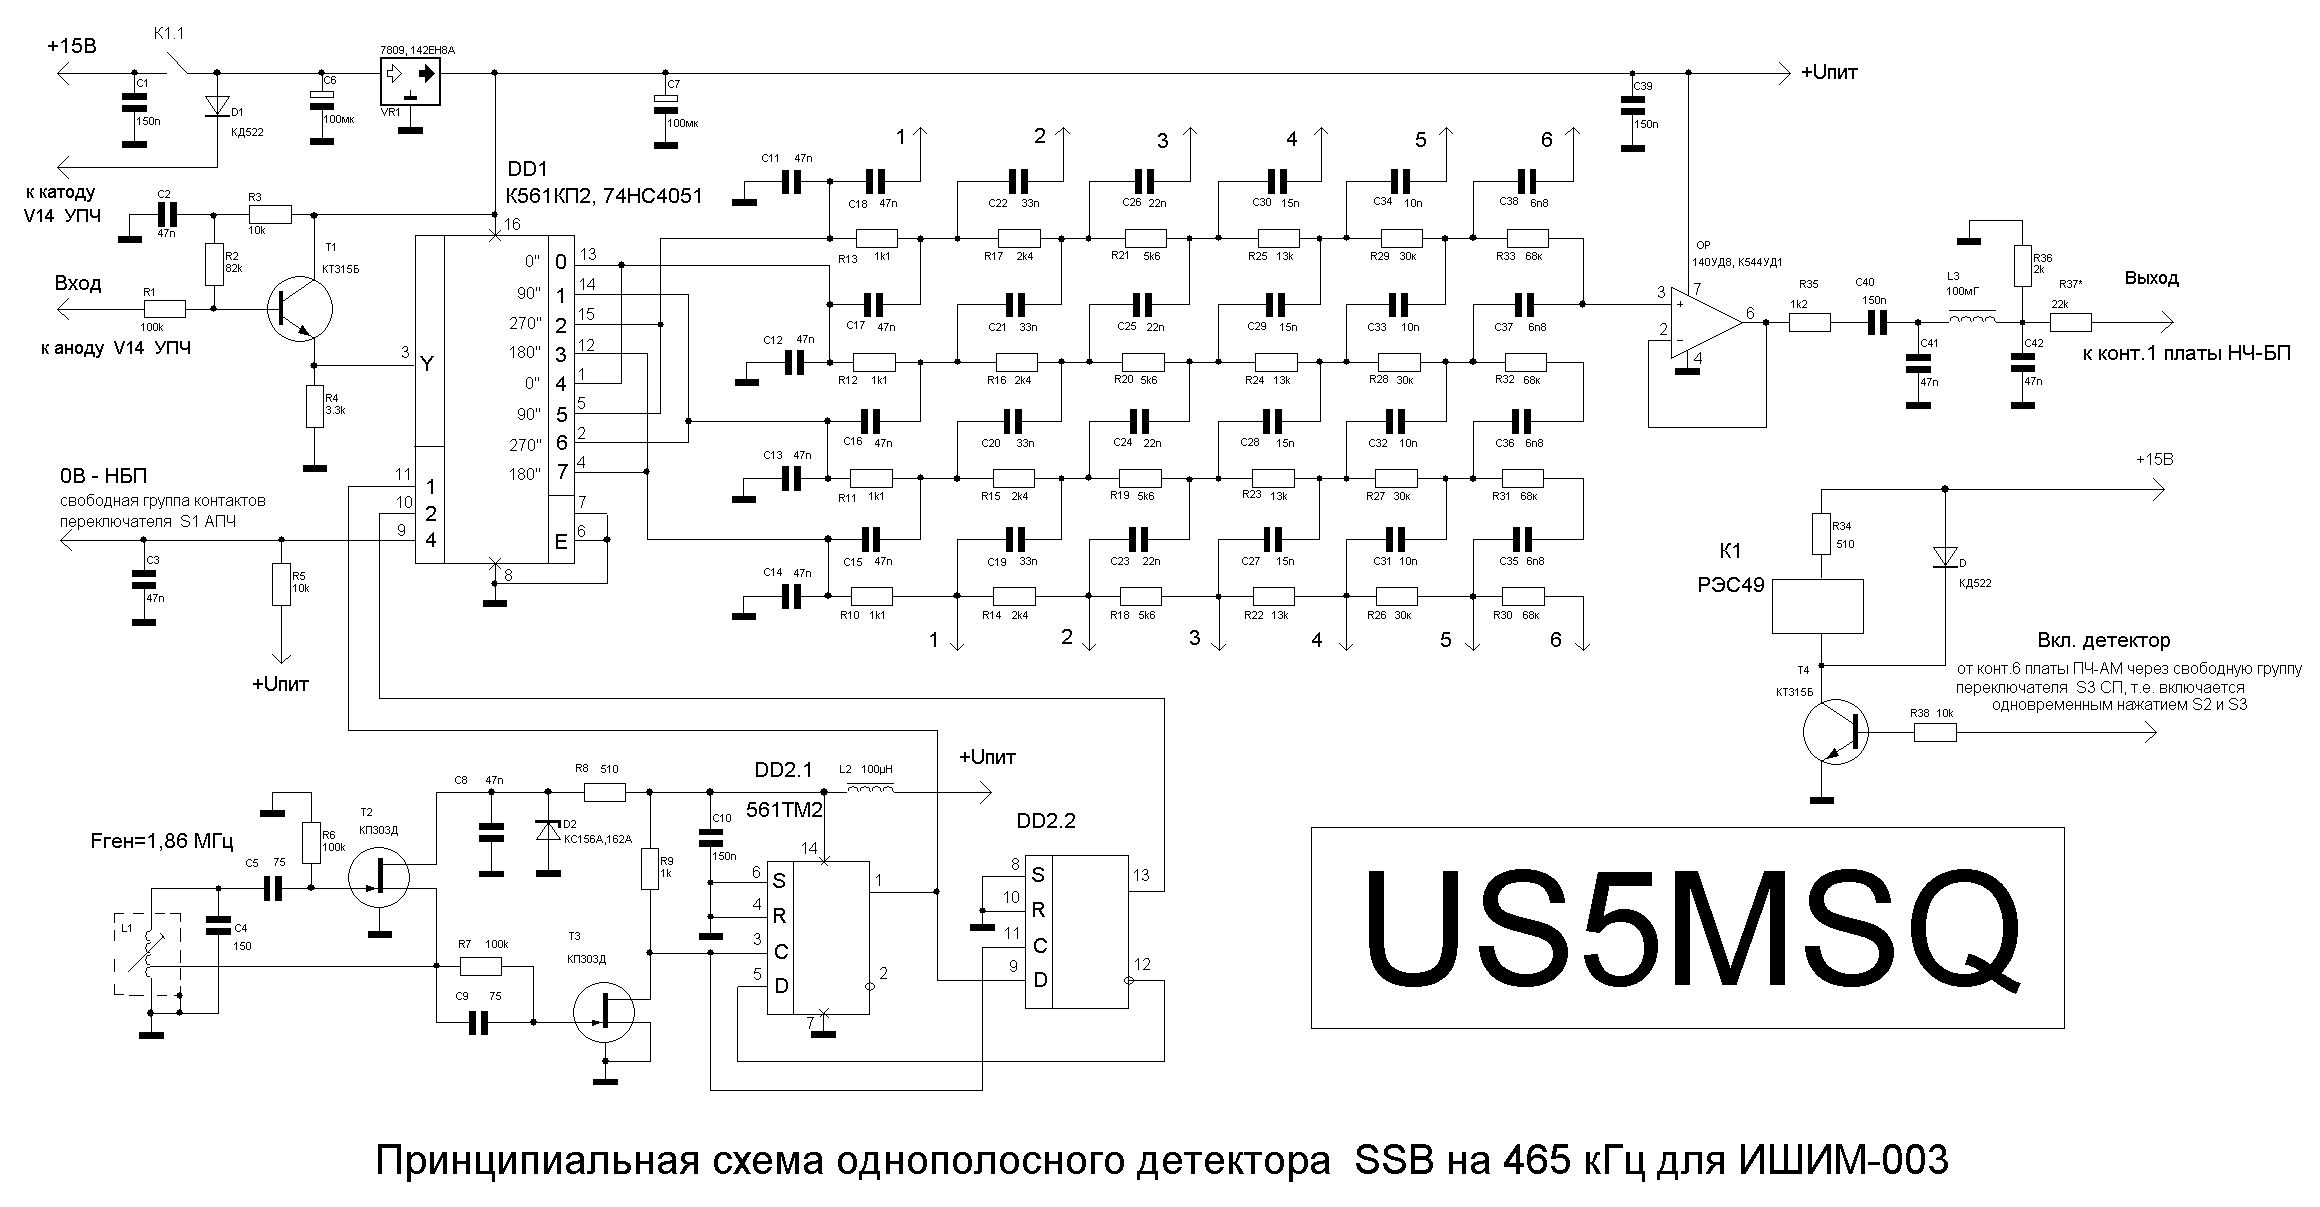 +15В
К1.1
C1
150n
D1
КД522
C6
100мк
7809, 142ЕН8А
VR1
C7
100мк
C39
150n
+Uпит
к катоду
V14 УПЧ
C2
47n
R3
10k
R2
82k
T1
КТ315Б
Вход
R1
100k
к аноду V14 УПЧ
R4
3.3k
DD1
К561КП2, 74НС4051
16
3
Y
0" 0 13
90" 1 14
270" 2 15
180" 3 12
0" 4 1
90" 5 5
270" 6 2
180" 7 4
7
E 6
8
11 1
10 2
9 4
0В - НБП
свободная группа контактов
переключателя S1 АПЧ
C3
47n
R5
10k
+Uпит
1 2 3 4 5 6
C11 47n
C18 47n
C22 33n
C26 22n
C30 15n
C34 10n
C38 6n8
R13 1k1
R17 2k4
R21 5k6
R25 13k
R29 30к
R33 68к
C17 47n
C21 33n
C25 22n
C29 15n
C33 10n
C37 6n8
C12 47n
R12 1k1
R16 2k4
R20 5k6
R24 13k
R28 30к
R32 68к
C16 47n
C20 33n
C24 22n
C28 15n
C32 10n
C36 6n8
C13 47n
R11 1k1
R15 2k4
R19 5k6
R23 13k
R27 30к
R31 68к
C15 47n
C19 33n
C23 22n
C27 15n
C31 10n
C35 6n8
C14 47n
R10 1k1
R14 2k4
R18 5k6
R22 13k
R26 30к
R30 68к
1 2 3 4 5 6
OP
140УД8, К544УД1
3 + 7
2 − 4
6
R35
1k2
C40
150n
C41
47n
L3
100мГ
R36
2k
C42
47n
R37*
22k
Выход
к конт.1 платы НЧ-БП
+15В
R34
510
К1
РЭС49
D
КД522
T4
КТ315Б
R38 10k
Вкл. детектор
от конт.6 платы ПЧ-АМ через свободную группу
переключателя S3 СП, т.е. включается
одновременным нажатием S2 и S3
Fген=1,86 МГц
L1
C4
150
C5 75
R6
100k
T2
КП303Д
C8 47n
D2
КС156А,162А
R8 510
R7 100k
C9 75
T3
КП303Д
R9
1k
C10
150n
DD2.1
561ТМ2
L2 100µH
+Uпит
14
6 S
4 R
3 C
5 D
1
2
7
DD2.2
8 S
10 R
11 C
9 D
13
12
US5MSQ
Принципиальная схема однополосного детектора SSB на 465 кГц для ИШИМ-003